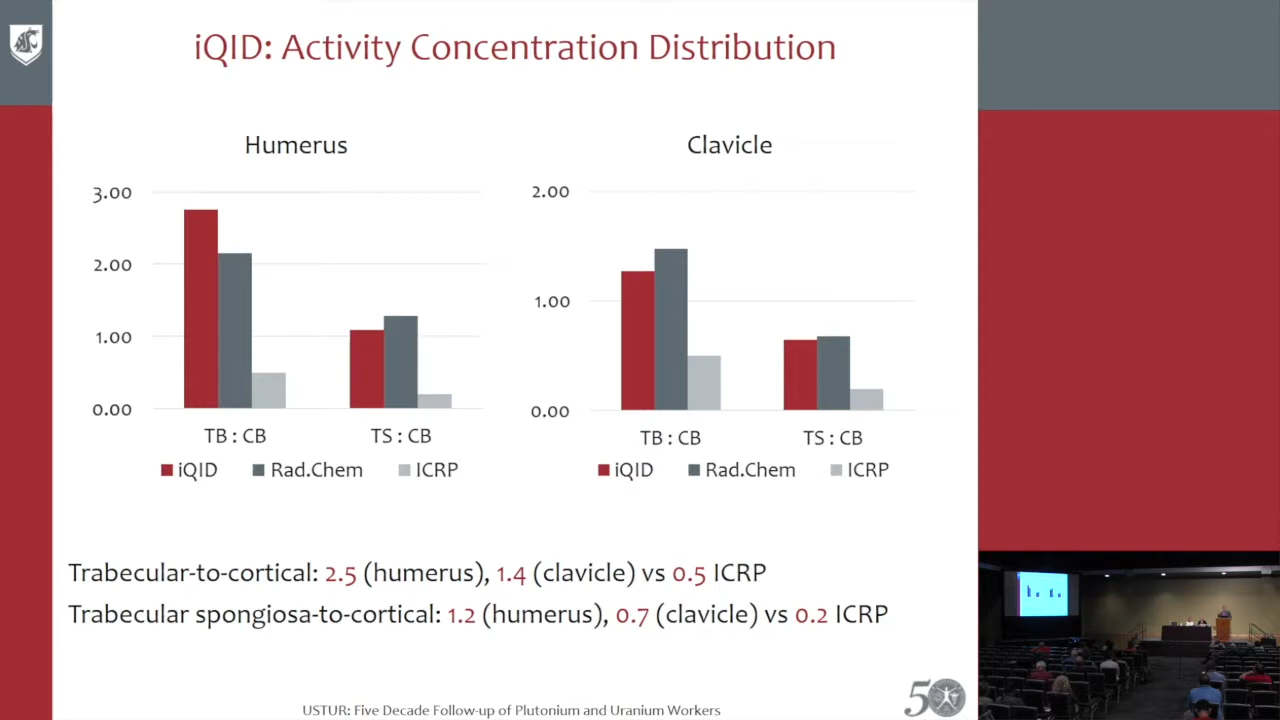 iQID: Activity Concentration Distribution
Humerus
3.00
2.00
1.00
0.00
TB : CB
TS : CB
iQID
Rad.Chem
ICRP
Clavicle
2.00
1.00
0.00
TB : CB
TS : CB
iQID
Rad.Chem
ICRP
Trabecular-to-cortical: 2.5 (humerus), 1.4 (clavicle) vs 0.5 ICRP
Trabecular spongiosa-to-cortical: 1.2 (humerus), 0.7 (clavicle) vs 0.2 ICRP
50
USTUR: Five Decade Follow-up of Plutonium and Uranium Workers